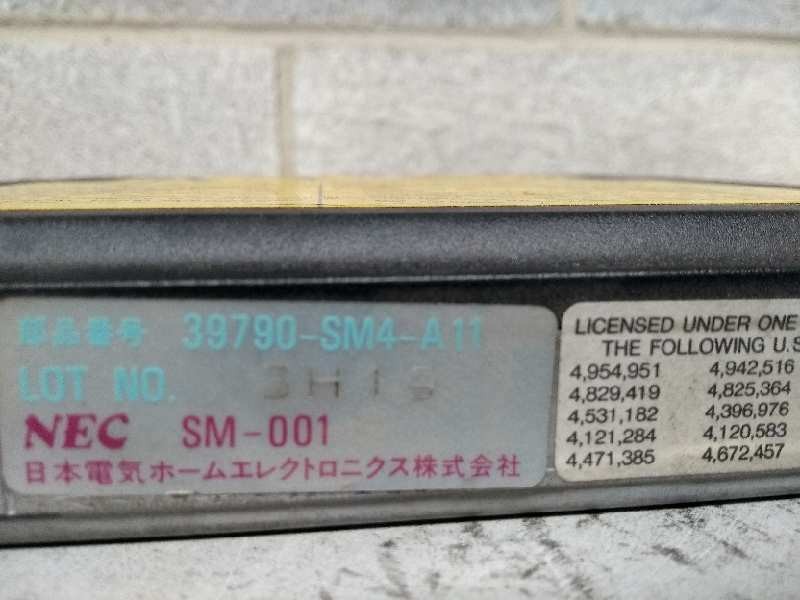 部品番号 39790-SM4-A11
LOT NO. 3H1S
NEC SM-001
日本電気ホームエレクトロニクス株式会社
LICENSED UNDER ONE
THE FOLLOWING U.S
4,954,951 4,942,516
4,829,419 4,825,364
4,531,182 4,396,976
4,121,284 4,120,583
4,471,385 4,672,457